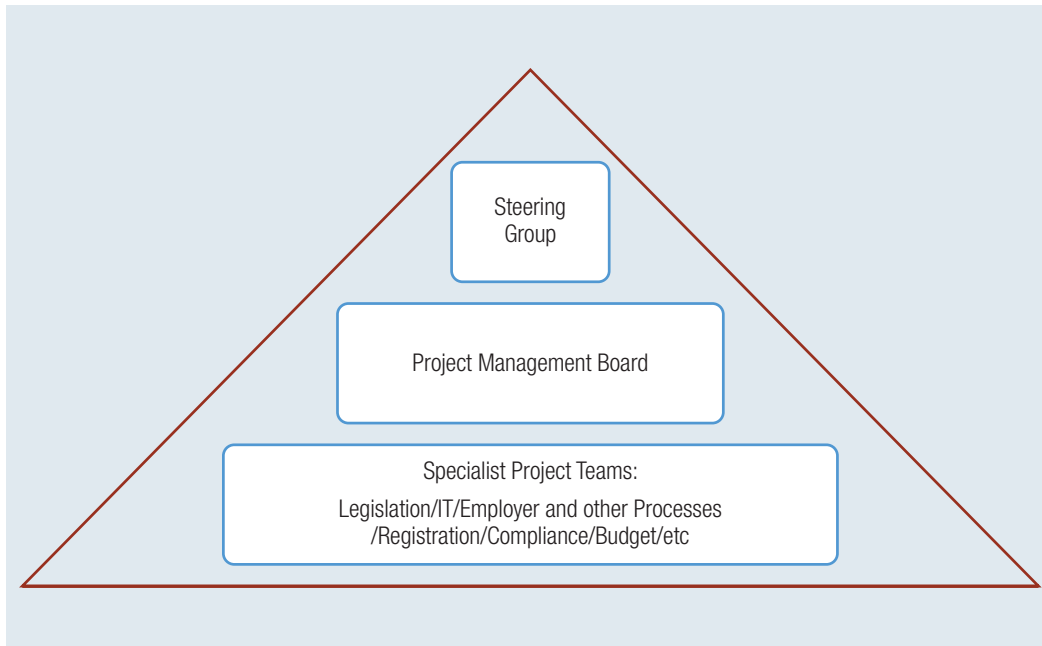 Steering
Group
Project Management Board
Specialist Project Teams:
Legislation/IT/Employer and other Processes
/Registration/Compliance/Budget/etc